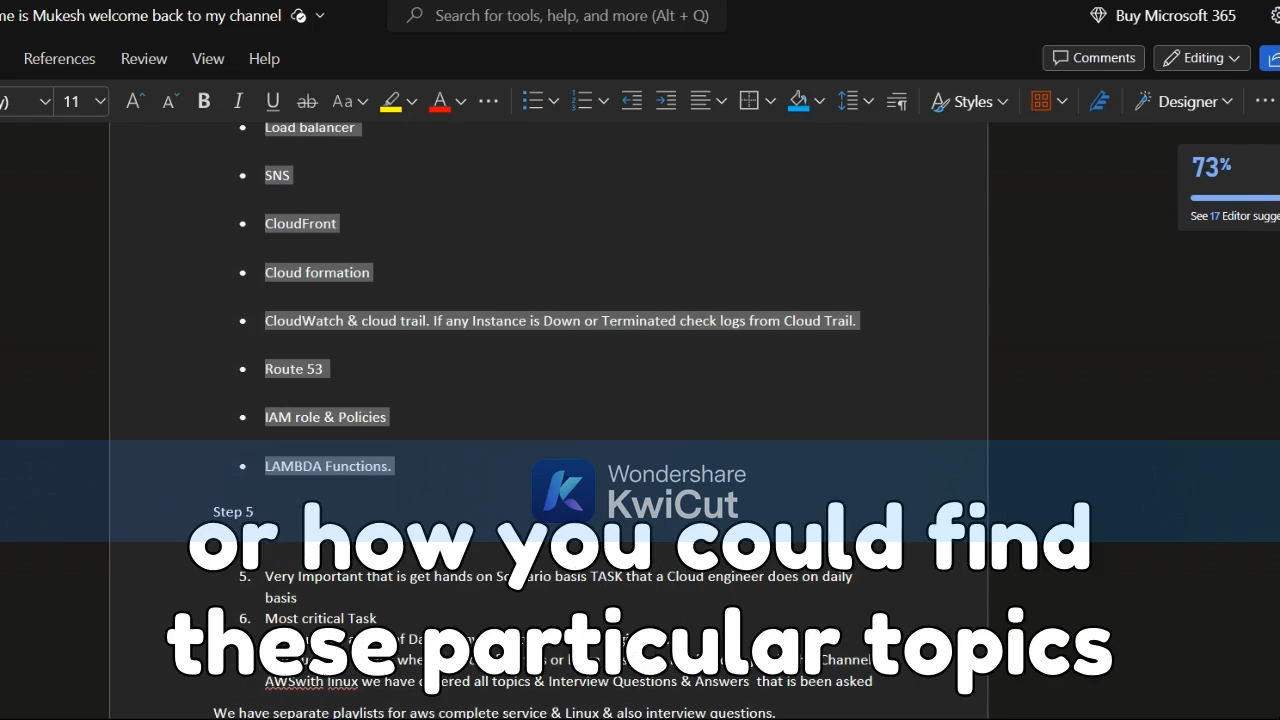 me is Mukesh welcome back to my channel
Search for tools, help, and more (Alt + Q)
Buy Microsoft 365
References Review View Help
Comments Editing
11 A A B I U ab Aa A Styles Designer
Load balancer
73%
SNS
See 17 Editor sugge
CloudFront
Cloud formation
CloudWatch & cloud trail. If any Instance is Down or Terminated check logs from Cloud Trail.
Route 53
IAM role & Policies
LAMBDA Functions.
Wondershare
KwiCut
Step 5
or how you could find
5. Very Important that is get hands on basis TASK that a Cloud engineer does on daily
basis
6. Most critical Task
these particular topics
AWSwith linux we have all topics & Interview Questions & Answers that is been asked
We have separate playlists for aws complete service & Linux & also interview questions.